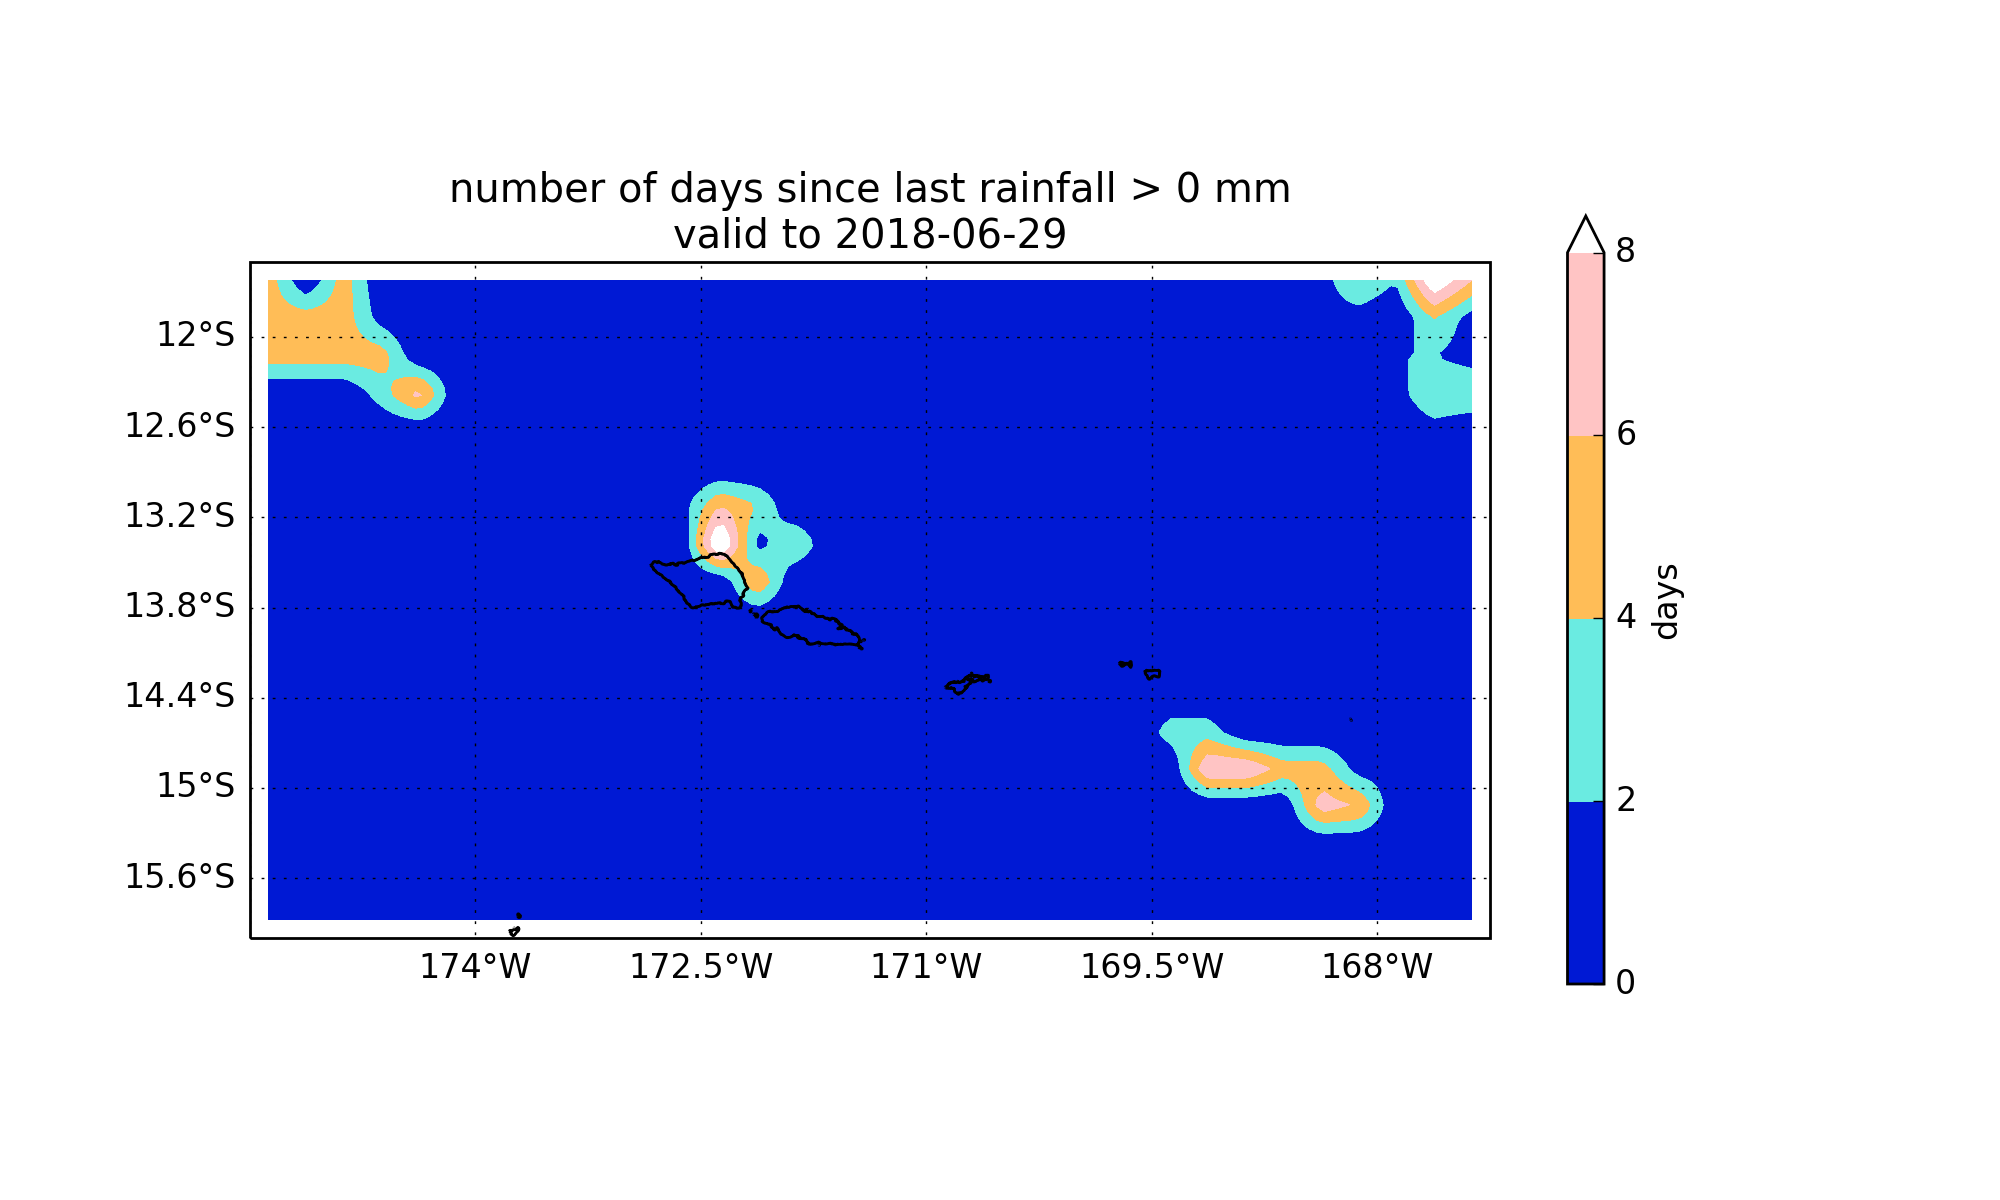 number of days since last rainfall > 0 mm
valid to 2018-06-29
12°S
12.6°S
13.2°S
13.8°S
14.4°S
15°S
15.6°S
174°W
172.5°W
171°W
169.5°W
168°W
8
6
4
2
0
days